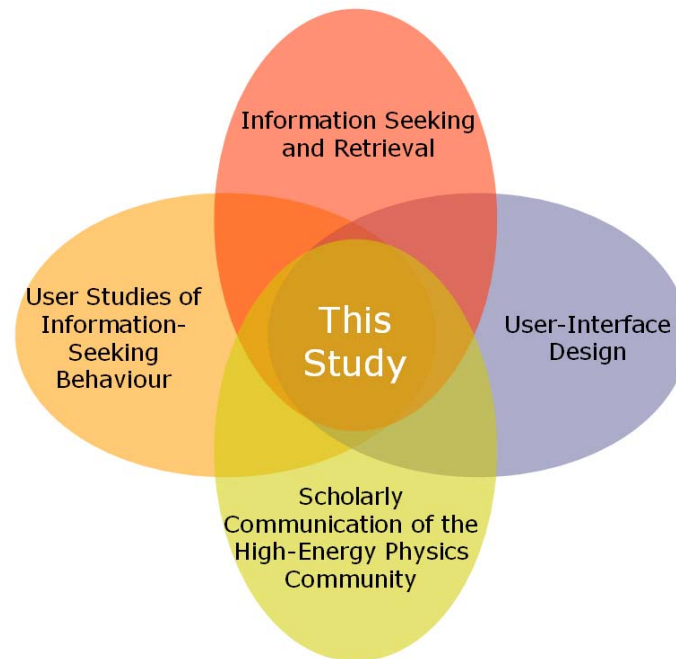 Information Seeking
and Retrieval
User Studies of
Information-
Seeking
Behaviour
This
Study
User-Interface
Design
Scholarly
Communication of the
High-Energy Physics
Community